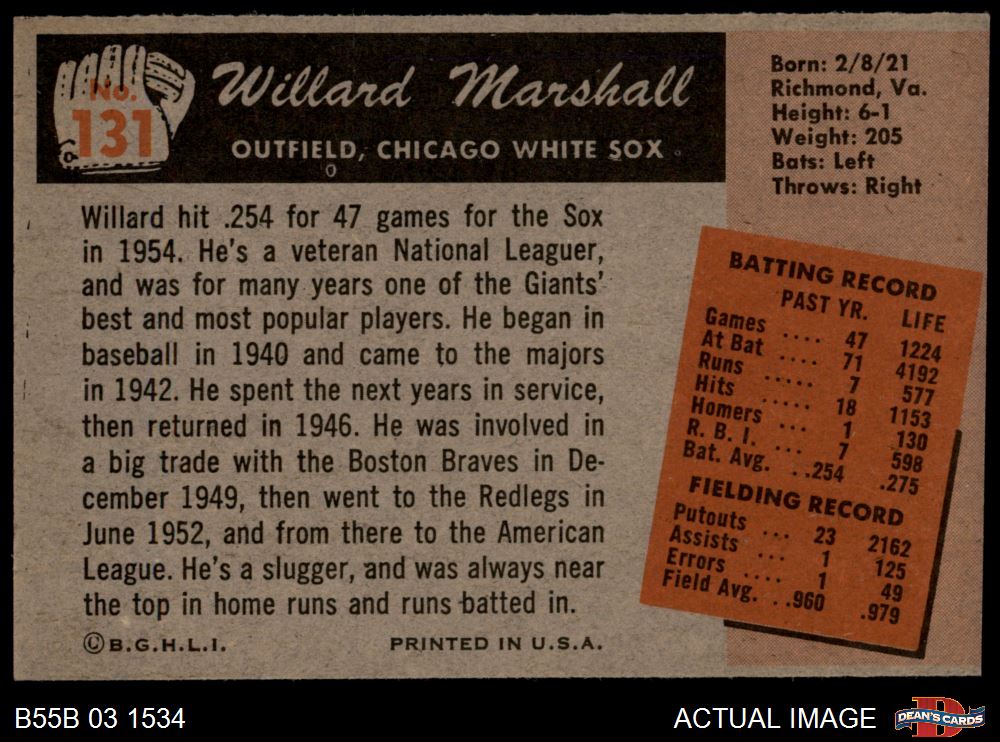 No.
131
Willard Marshall
OUTFIELD, CHICAGO WHITE SOX
Born: 2/8/21
Richmond, Va.
Height: 6-1
Weight: 205
Bats: Left
Throws: Right
Willard hit .254 for 47 games for the Sox
in 1954. He's a veteran National Leaguer,
and was for many years one of the Giants'
best and most popular players. He began in
baseball in 1940 and came to the majors
in 1942. He spent the next years in service,
then returned in 1946. He was involved in
a big trade with the Boston Braves in De-
cember 1949, then went to the Redlegs in
June 1952, and from there to the American
League. He's a slugger, and was always near
the top in home runs and runs batted in.
BATTING RECORD
PAST YR. LIFE
Games .... 47 1224
At Bat .... 71 4192
Runs ..... 7 577
Hits ..... 18 1153
Homers .... 1 130
R. B. I. ... 7 598
Bat. Avg. ..254 .275
FIELDING RECORD
Putouts ... 23 2162
Assists ... 1 125
Errors .... 1 49
Field Avg. ..960 .979
©B.G.H.L.I. PRINTED IN U.S.A.
B55B 03 1534
ACTUAL IMAGE
DEAN'S CARDS